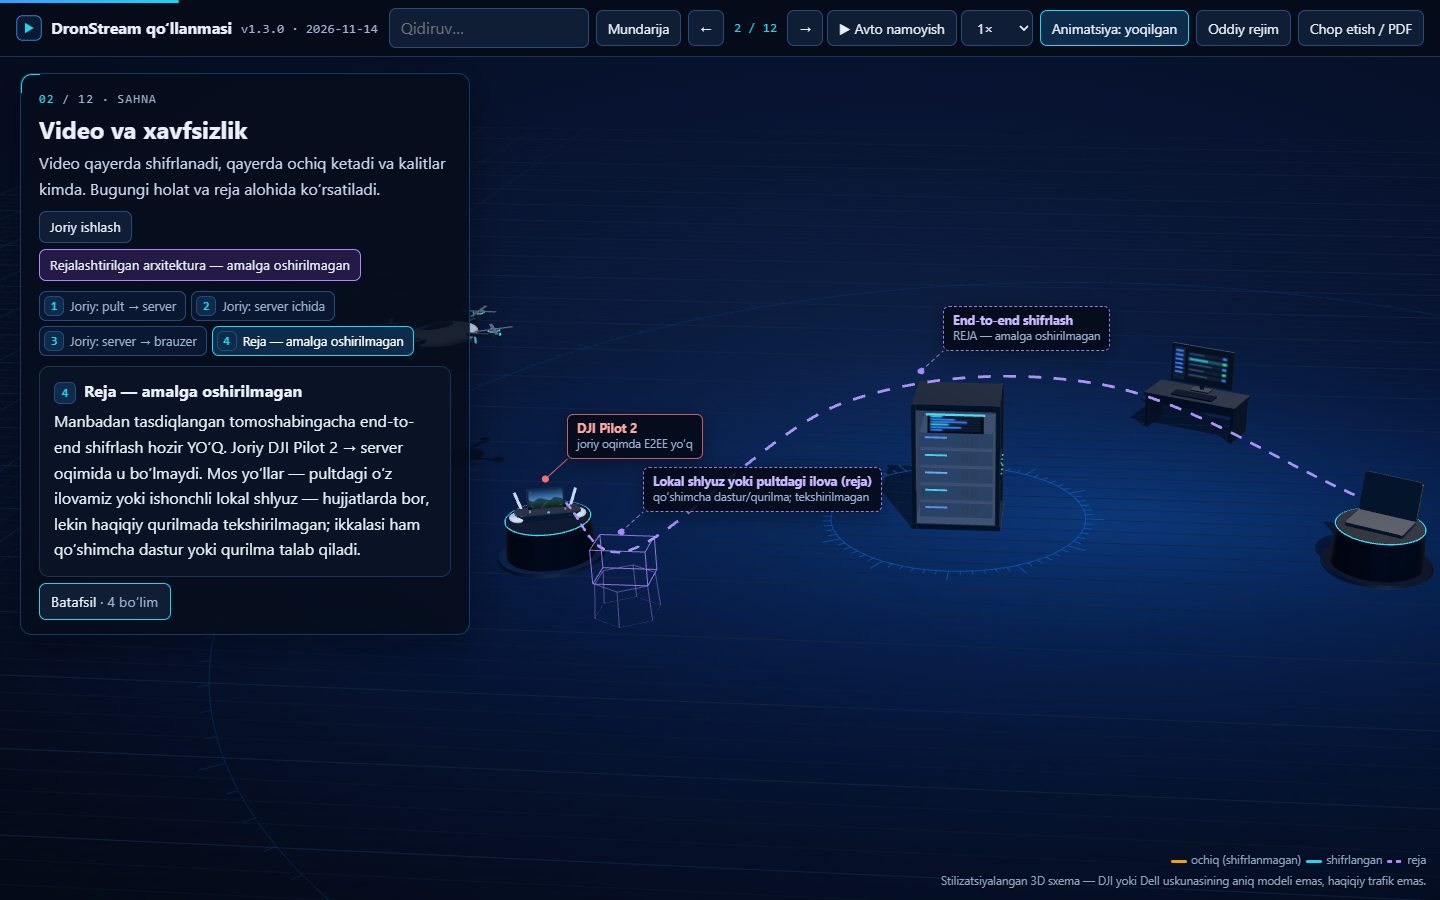 DronStream qo‘llanmasi v1.3.0 · 2026-11-14
Qidiruv...
Mundarija
←
2 / 12
→
▶ Avto namoyish
1×
Animatsiya: yoqilgan
Oddiy rejim
Chop etish / PDF
02 / 12 · SAHNA
Video va xavfsizlik
Video qayerda shifrlanadi, qayerda ochiq ketadi va kalitlar
kimda. Bugungi holat va reja alohida ko‘rsatiladi.
Joriy ishlash
Rejalashtirilgan arxitektura — amalga oshirilmagan
1 Joriy: pult → server
2 Joriy: server ichida
3 Joriy: server → brauzer
4 Reja — amalga oshirilmagan
4 Reja — amalga oshirilmagan
Manbadan tasdiqlangan tomoshabingacha end-to-
end shifrlash hozir YO‘Q. Joriy DJI Pilot 2 → server
oqimida u bo‘lmaydi. Mos yo‘llar — pultdagi o‘z
ilovamiz yoki ishonchli lokal shlyuz — hujjatlarda bor,
lekin haqiqiy qurilmada tekshirilmagan; ikkalasi ham
qo‘shimcha dastur yoki qurilma talab qiladi.
Batafsil · 4 bo‘lim
End-to-end shifrlash
REJA — amalga oshirilmagan
DJI Pilot 2
joriy oqimda E2EE yo‘q
Lokal shlyuz yoki pultdagi ilova (reja)
qo‘shimcha dastur/qurilma; tekshirilmagan
ochiq (shifrlanmagan) shifrlangan reja
Stilizatsiyalangan 3D sxema — DJI yoki Dell uskunasining aniq modeli emas, haqiqiy trafik emas.